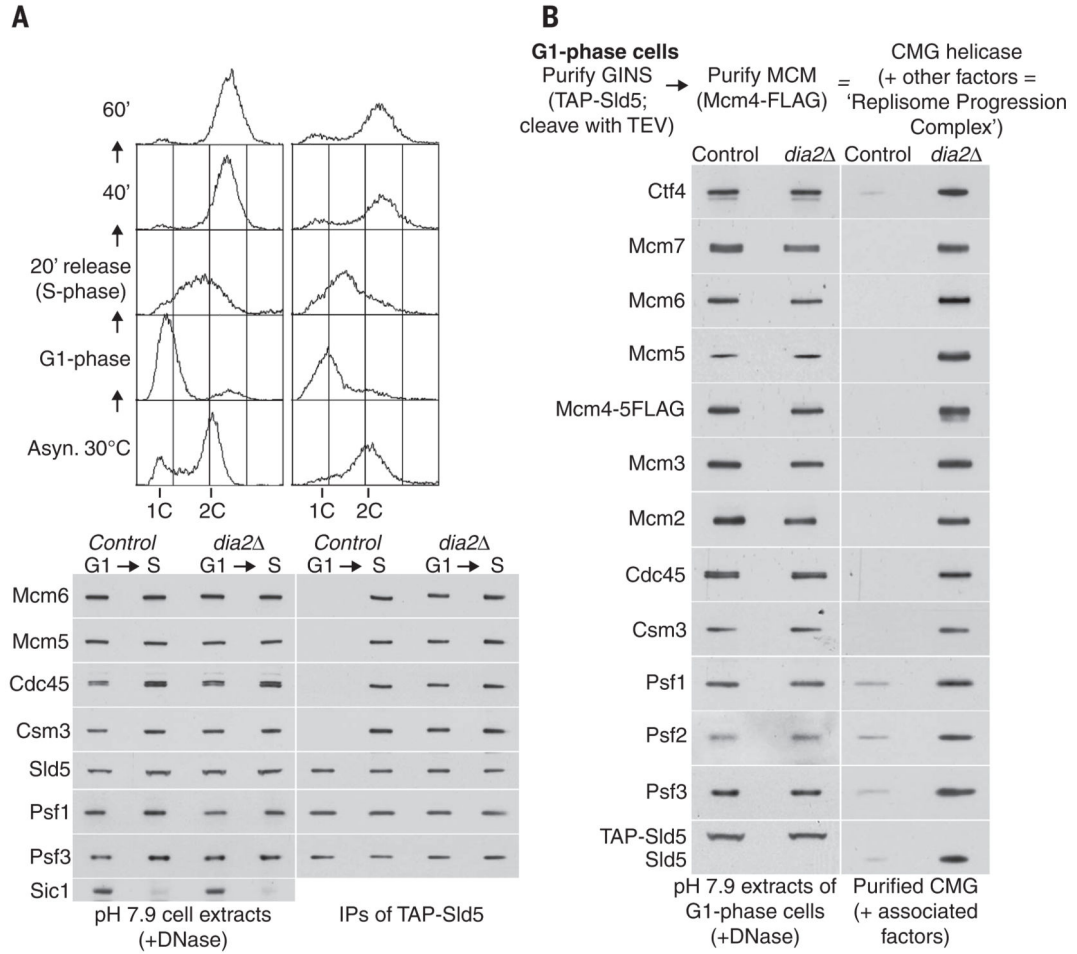 A
60'
40'
20' release
(S-phase)
G1-phase
Asyn. 30°C
1C 2C 1C 2C
Control dia2Δ Control dia2Δ
G1 → S G1 → S G1 → S G1 → S
Mcm6
Mcm5
Cdc45
Csm3
Sld5
Psf1
Psf3
Sic1
pH 7.9 cell extracts
(+DNase)
IPs of TAP-Sld5
B
G1-phase cells
Purify GINS
(TAP-Sld5;
cleave with TEV)
→
Purify MCM
(Mcm4-FLAG)
=
CMG helicase
(+ other factors =
‘Replisome Progression
Complex’)
Control dia2Δ Control dia2Δ
Ctf4
Mcm7
Mcm6
Mcm5
Mcm4-5FLAG
Mcm3
Mcm2
Cdc45
Csm3
Psf1
Psf2
Psf3
TAP-Sld5
Sld5
pH 7.9 extracts of
G1-phase cells
(+DNase)
Purified CMG
(+ associated
factors)